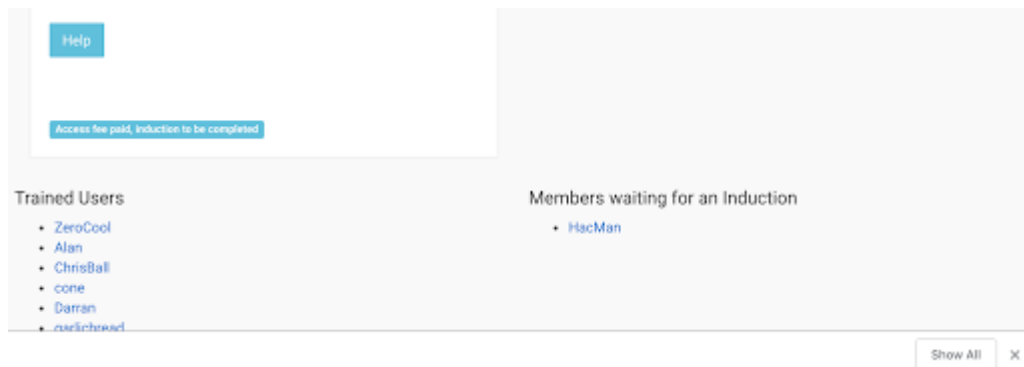 Help
Access fee paid, induction to be completed
Trained Users
ZeroCool
Alan
ChrisBall
cone
Darran
garlicbread
Members waiting for an Induction
HacMan
Show All